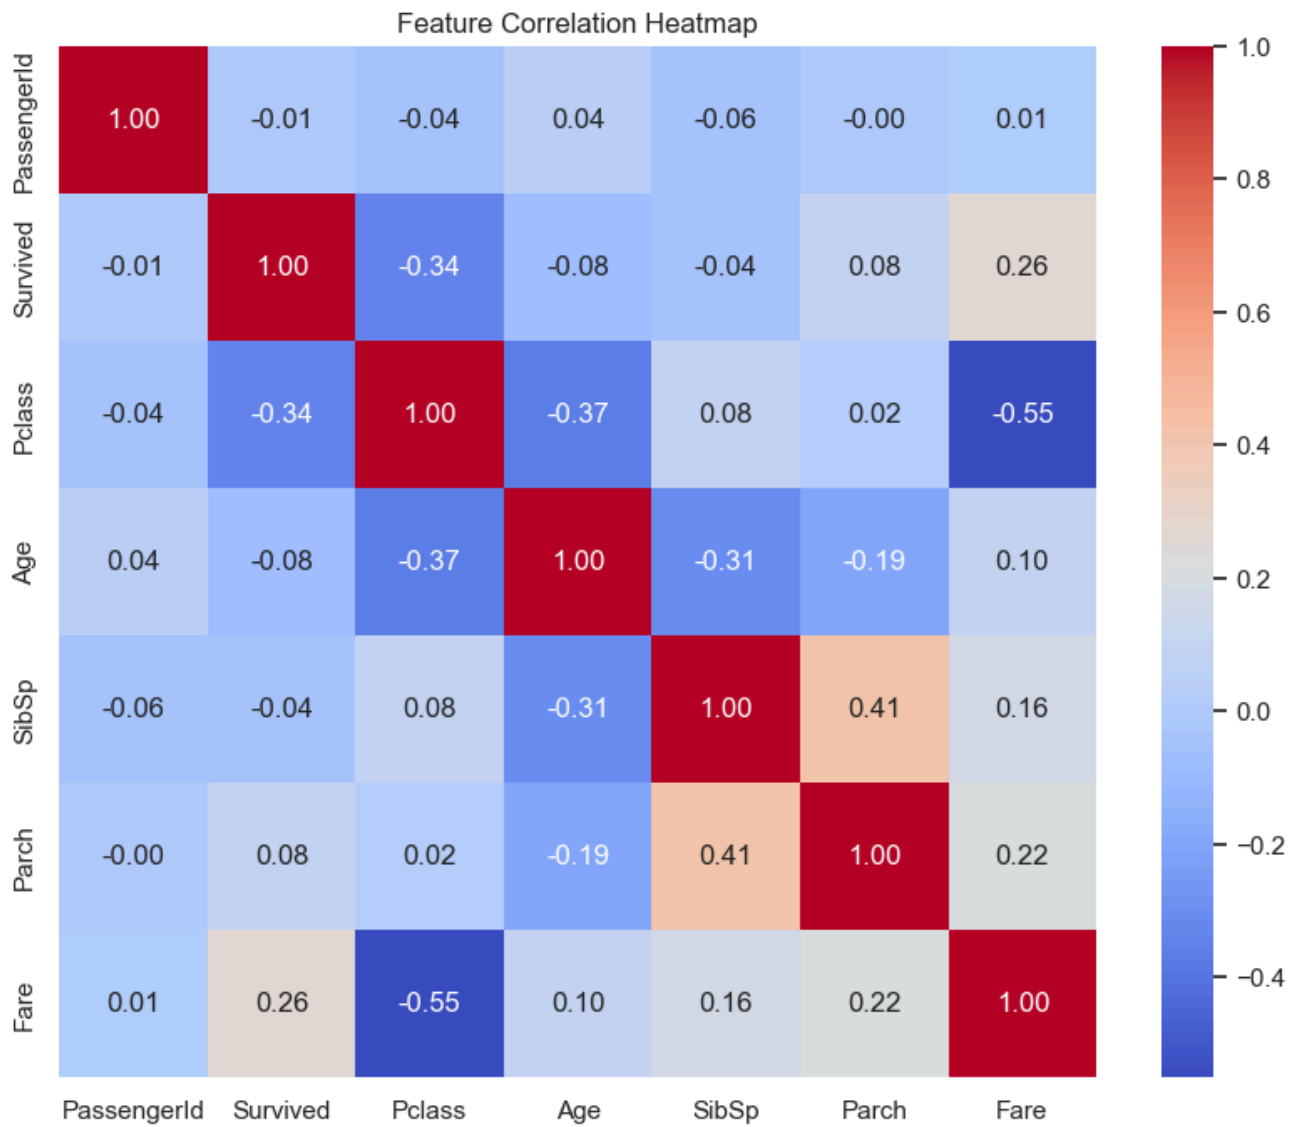 Feature Correlation Heatmap
PassengerId 1.00 -0.01 -0.04 0.04 -0.06 -0.00 0.01
Survived -0.01 1.00 -0.34 -0.08 -0.04 0.08 0.26
Pclass -0.04 -0.34 1.00 -0.37 0.08 0.02 -0.55
Age 0.04 -0.08 -0.37 1.00 -0.31 -0.19 0.10
SibSp -0.06 -0.04 0.08 -0.31 1.00 0.41 0.16
Parch -0.00 0.08 0.02 -0.19 0.41 1.00 0.22
Fare 0.01 0.26 -0.55 0.10 0.16 0.22 1.00
PassengerId Survived Pclass Age SibSp Parch Fare
1.0
0.8
0.6
0.4
0.2
0.0
−0.2
−0.4